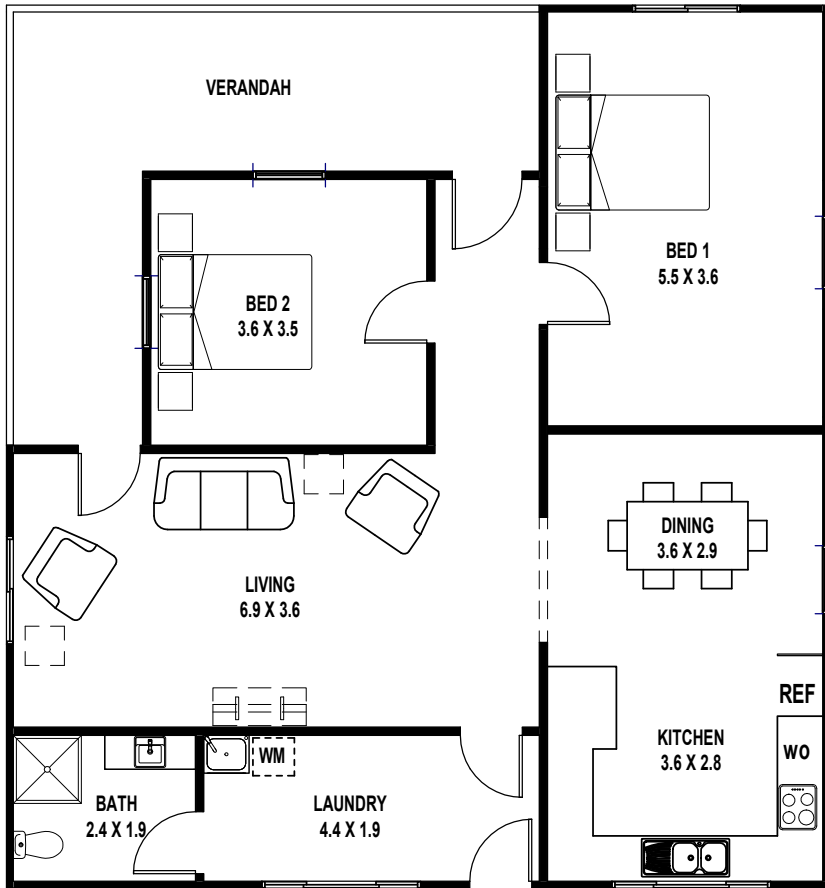 VERANDAH
BED 1
5.5 X 3.6
BED 2
3.6 X 3.5
DINING
3.6 X 2.9
LIVING
6.9 X 3.6
REF
KITCHEN
3.6 X 2.8
WO
WM
BATH
2.4 X 1.9
LAUNDRY
4.4 X 1.9